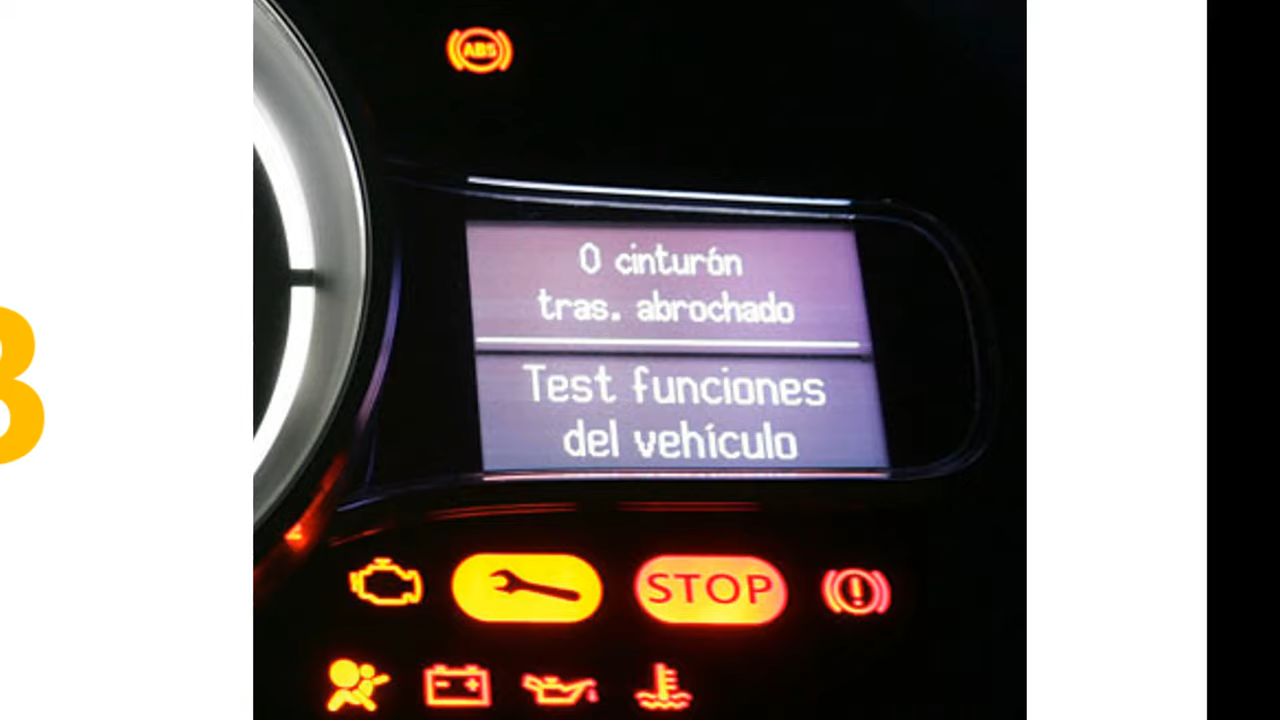 ABS
0 cinturón
tras. abrochado
Test funciones
del vehículo
STOP